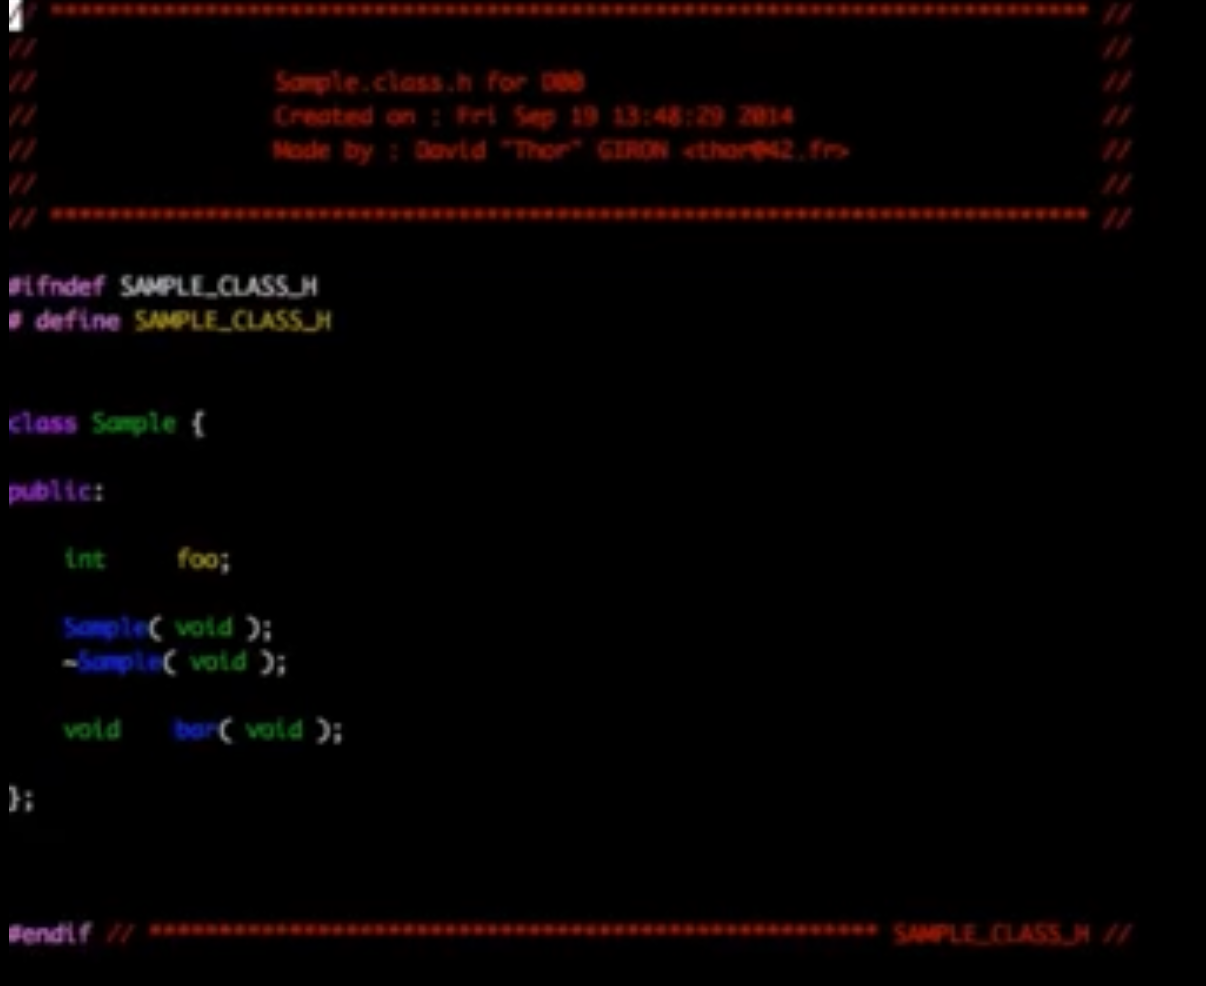 // ************************************************************************** //
//                                                                            //
//                Sample.class.h for D00                                      //
//                Created on : Fri Sep 19 13:48:29 2014                       //
//                Made by : David "Thor" GIRON <thor@42.fr>                   //
//                                                                            //
// ************************************************************************** //
#ifndef SAMPLE_CLASS_H
# define SAMPLE_CLASS_H
class Sample {
public:
    int     foo;
    Sample( void );
    ~Sample( void );
    void    bar( void );
};
#endif // **************************************************** SAMPLE_CLASS_H //